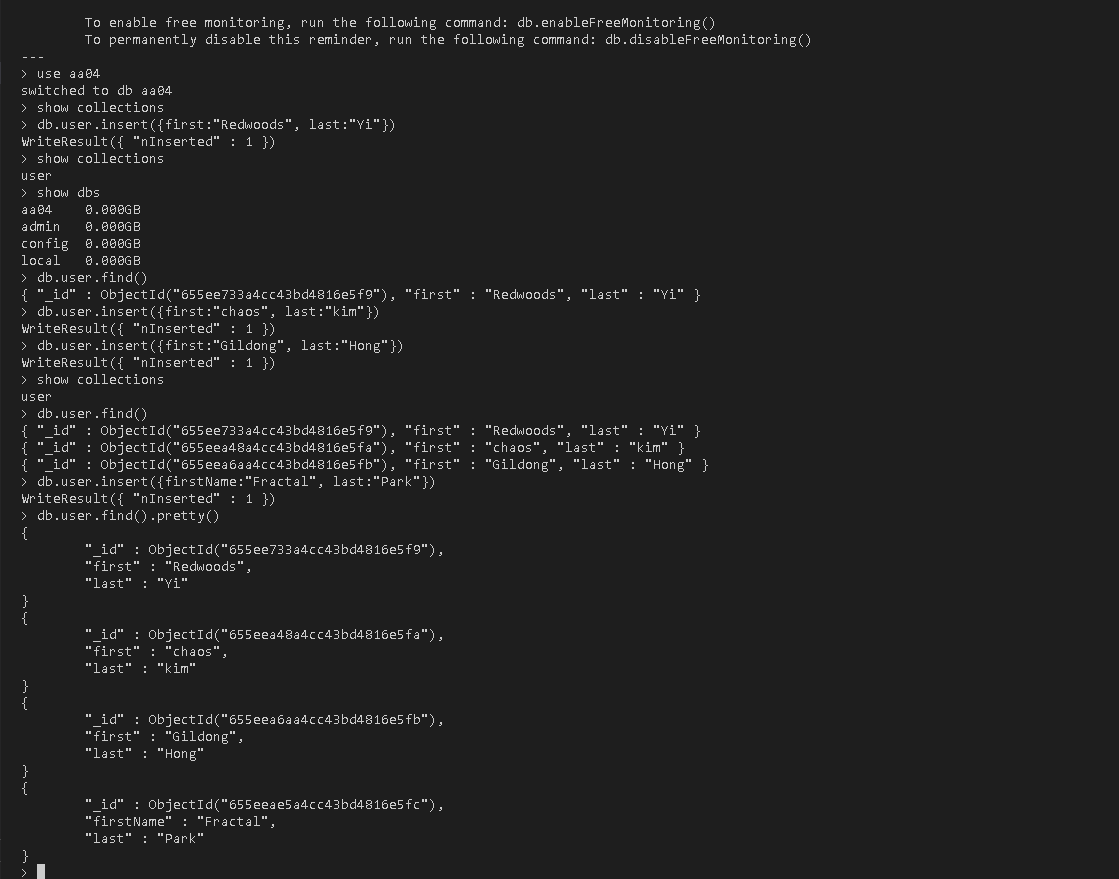 To enable free monitoring, run the following command: db.enableFreeMonitoring()
To permanently disable this reminder, run the following command: db.disableFreeMonitoring()
---
> use aa04
switched to db aa04
> show collections
> db.user.insert({first:"Redwoods", last:"Yi"})
WriteResult({ "nInserted" : 1 })
> show collections
user
> show dbs
aa04    0.000GB
admin   0.000GB
config  0.000GB
local   0.000GB
> db.user.find()
{ "_id" : ObjectId("655ee733a4cc43bd4816e5f9"), "first" : "Redwoods", "last" : "Yi" }
> db.user.insert({first:"chaos", last:"kim"})
WriteResult({ "nInserted" : 1 })
> db.user.insert({first:"Gildong", last:"Hong"})
WriteResult({ "nInserted" : 1 })
> show collections
user
> db.user.find()
{ "_id" : ObjectId("655ee733a4cc43bd4816e5f9"), "first" : "Redwoods", "last" : "Yi" }
{ "_id" : ObjectId("655eea48a4cc43bd4816e5fa"), "first" : "chaos", "last" : "kim" }
{ "_id" : ObjectId("655eea6aa4cc43bd4816e5fb"), "first" : "Gildong", "last" : "Hong" }
> db.user.insert({firstName:"Fractal", last:"Park"})
WriteResult({ "nInserted" : 1 })
> db.user.find().pretty()
{
        "_id" : ObjectId("655ee733a4cc43bd4816e5f9"),
        "first" : "Redwoods",
        "last" : "Yi"
}
{
        "_id" : ObjectId("655eea48a4cc43bd4816e5fa"),
        "first" : "chaos",
        "last" : "kim"
}
{
        "_id" : ObjectId("655eea6aa4cc43bd4816e5fb"),
        "first" : "Gildong",
        "last" : "Hong"
}
{
        "_id" : ObjectId("655eeae5a4cc43bd4816e5fc"),
        "firstName" : "Fractal",
        "last" : "Park"
}
>